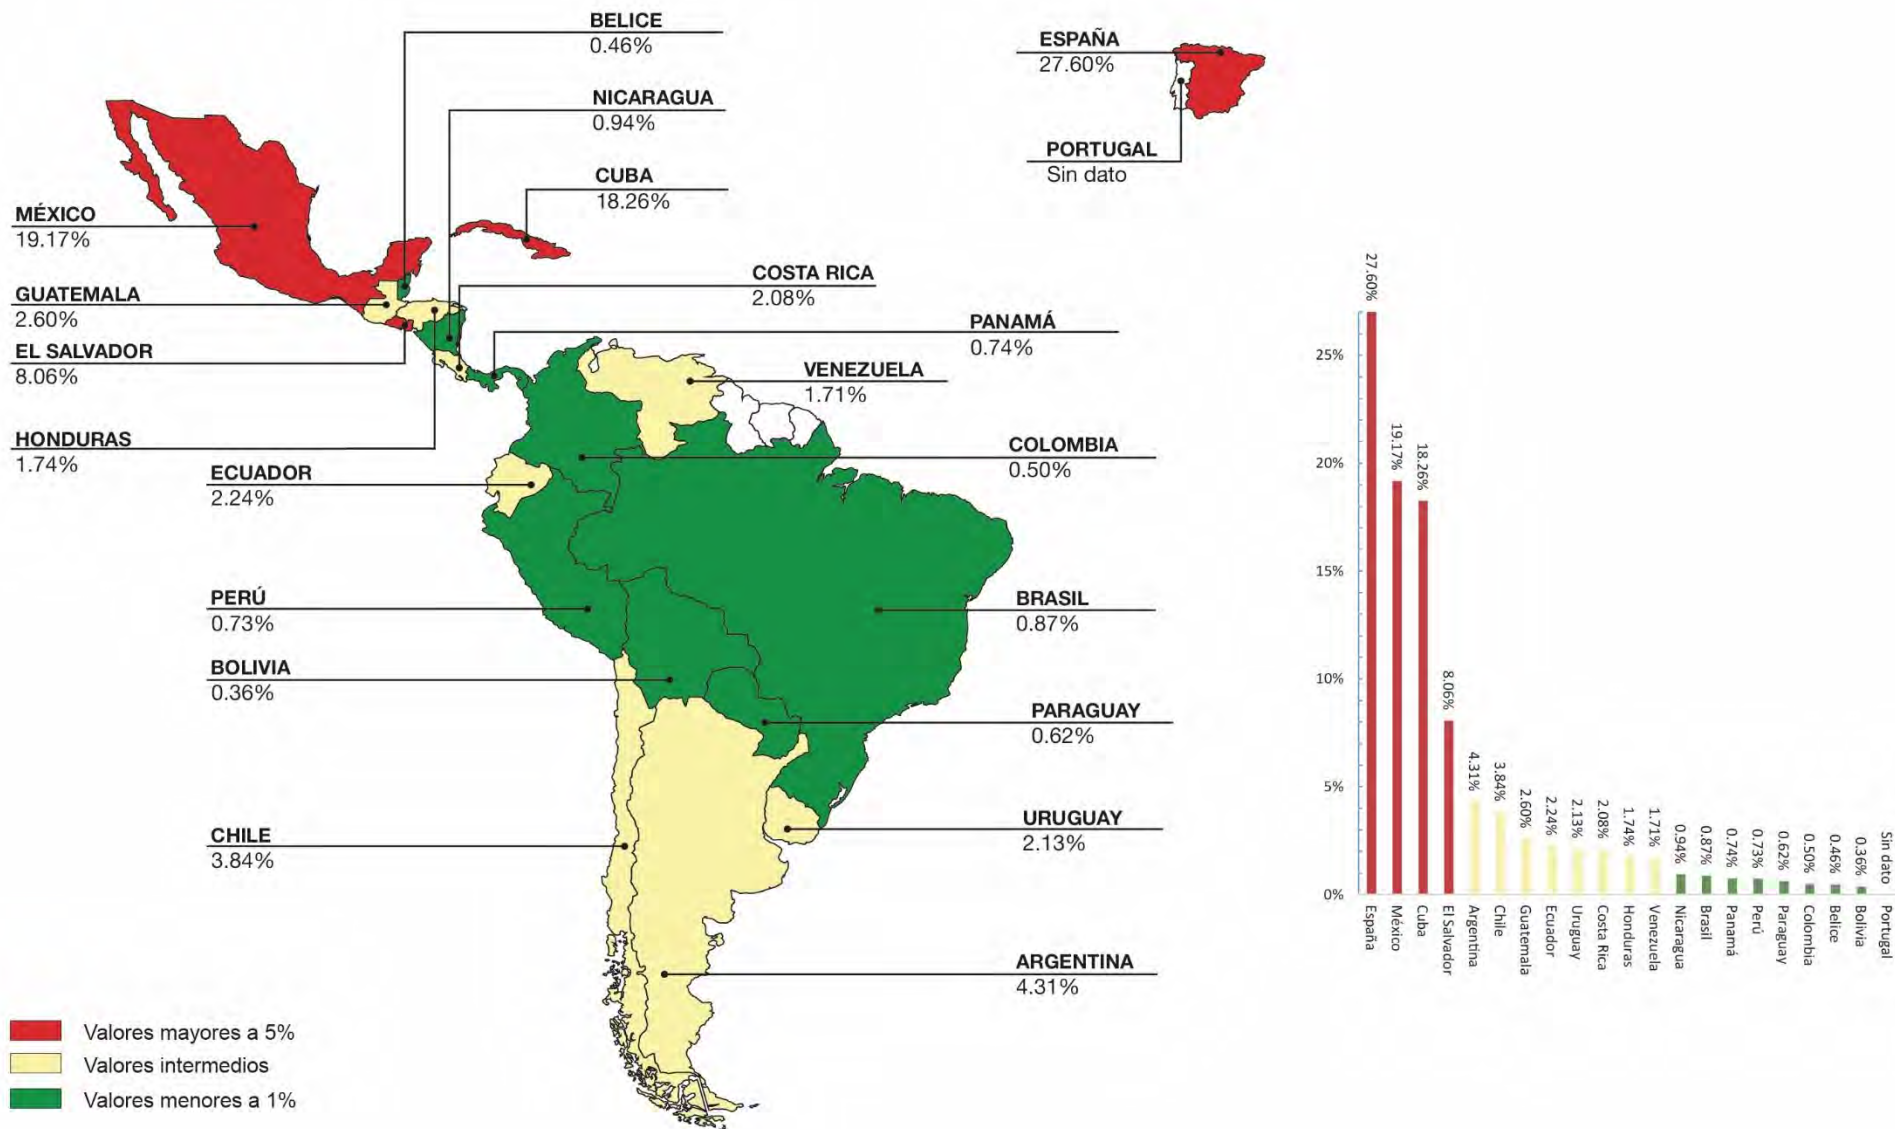 BELICE
0.46%
NICARAGUA
0.94%
CUBA
18.26%
ESPAÑA
27.60%
PORTUGAL
Sin dato
MÉXICO
19.17%
GUATEMALA
2.60%
EL SALVADOR
8.06%
HONDURAS
1.74%
COSTA RICA
2.08%
PANAMÁ
0.74%
VENEZUELA
1.71%
COLOMBIA
0.50%
ECUADOR
2.24%
PERÚ
0.73%
BRASIL
0.87%
BOLIVIA
0.36%
PARAGUAY
0.62%
CHILE
3.84%
URUGUAY
2.13%
ARGENTINA
4.31%
Valores mayores a 5%
Valores intermedios
Valores menores a 1%
25%
20%
15%
10%
5%
0%
27.60%
19.17%
18.26%
8.06%
4.31%
3.84%
2.60%
2.24%
2.13%
2.08%
1.74%
1.71%
0.94%
0.87%
0.74%
0.73%
0.62%
0.50%
0.46%
0.36%
Sin dato
España
México
Cuba
El Salvador
Argentina
Chile
Guatemala
Ecuador
Uruguay
Costa Rica
Honduras
Venezuela
Nicaragua
Brasil
Panamá
Perú
Paraguay
Colombia
Belice
Bolivia
Portugal